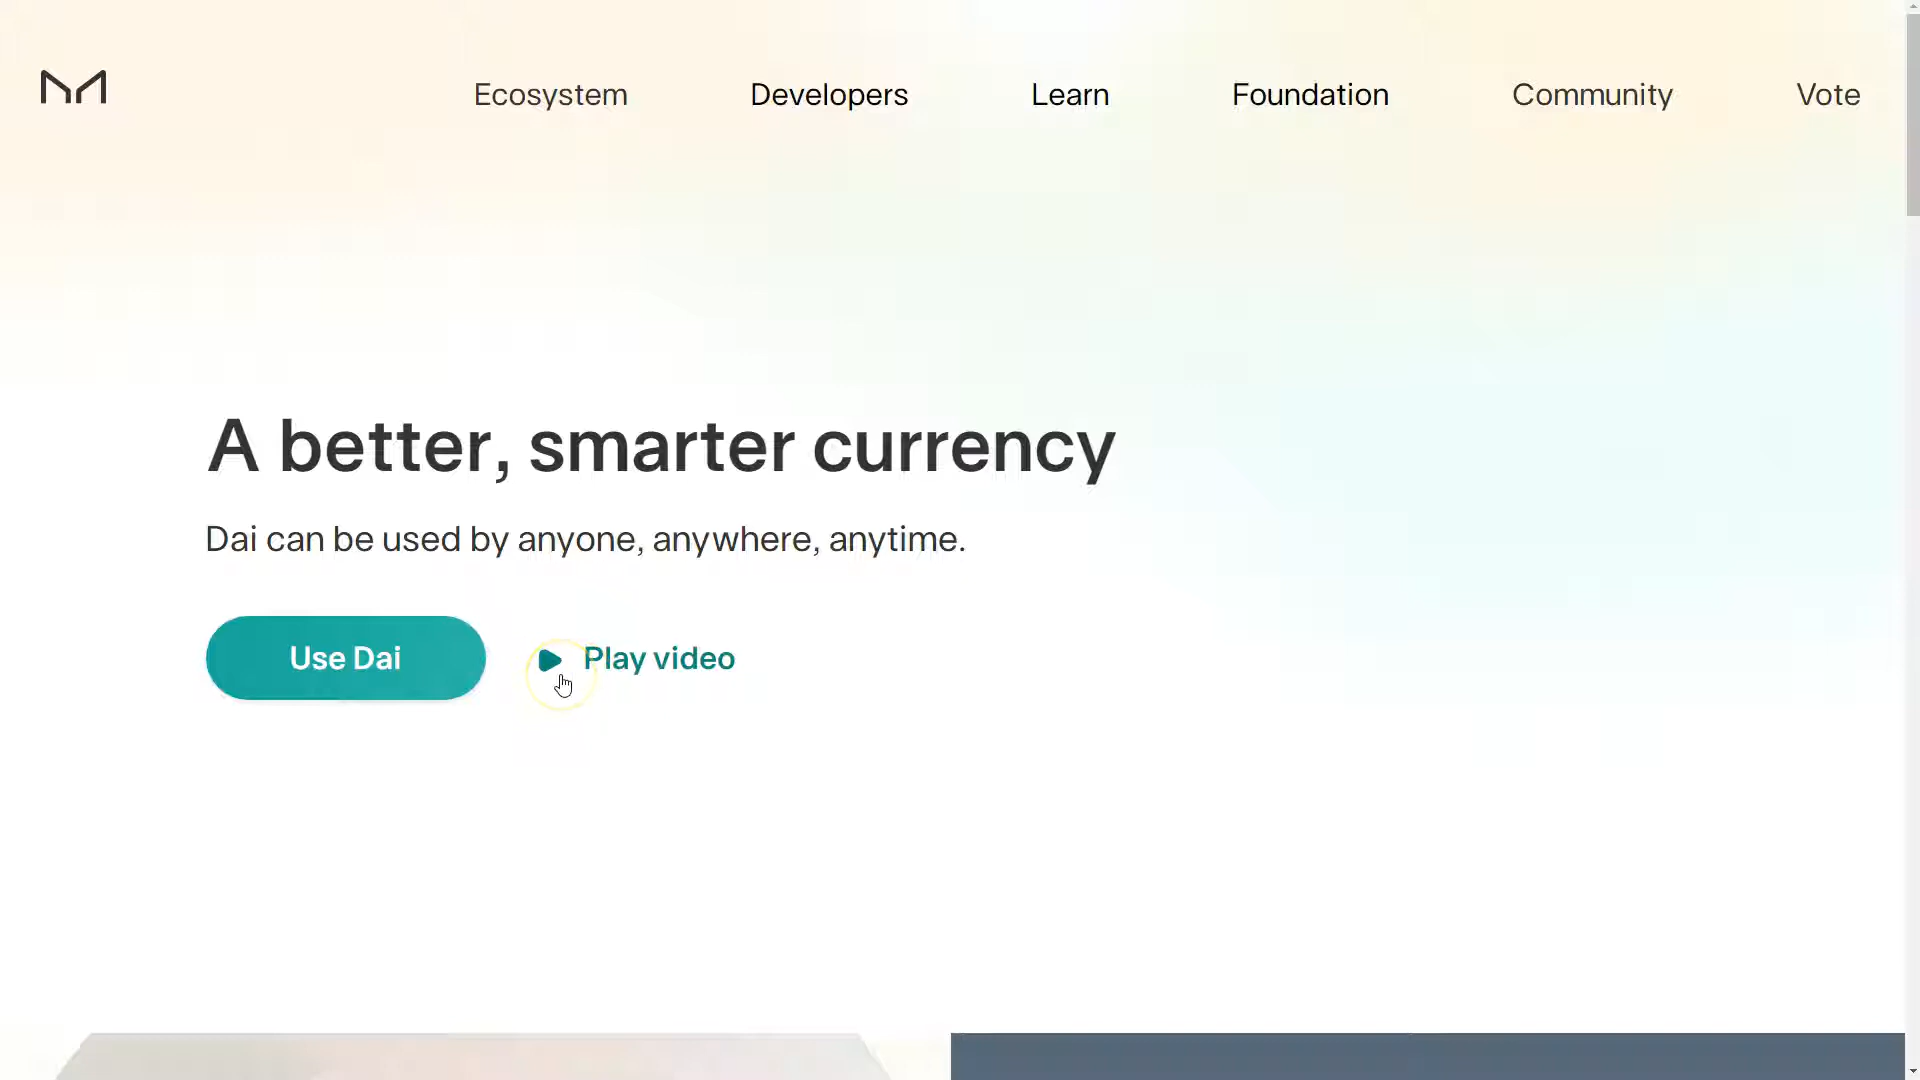 Ecosystem Developers Learn Foundation Community Vote
A better, smarter currency
Dai can be used by anyone, anywhere, anytime.
Use Dai Play video